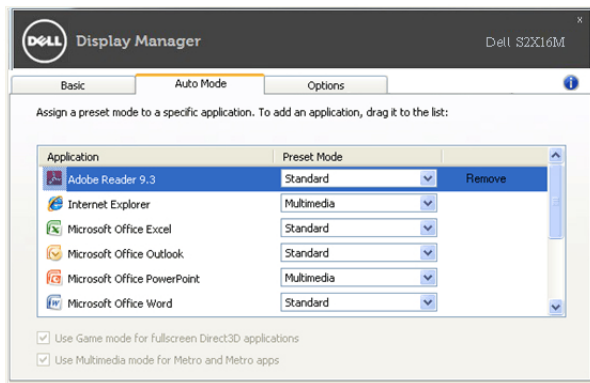 DELL Display Manager
Dell S2X16M
x
Basic Auto Mode Options
Assign a preset mode to a specific application. To add an application, drag it to the list:
Application Preset Mode
Adobe Reader 9.3 Standard Remove
Internet Explorer Multimedia
Microsoft Office Excel Standard
Microsoft Office Outlook Standard
Microsoft Office PowerPoint Multimedia
Microsoft Office Word Standard
Use Game mode for fullscreen Direct3D applications
Use Multimedia mode for Metro and Metro apps